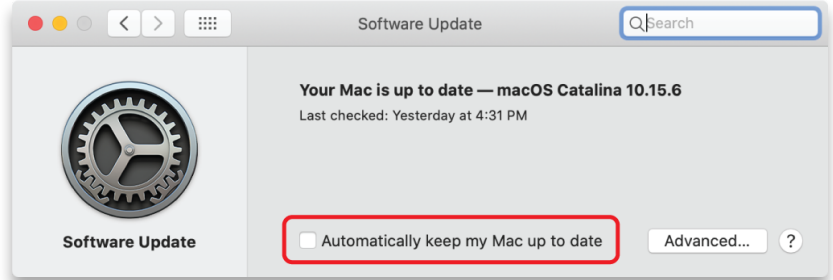 Software Update
Search
Your Mac is up to date — macOS Catalina 10.15.6
Last checked: Yesterday at 4:31 PM
Software Update
Automatically keep my Mac up to date
Advanced...
?